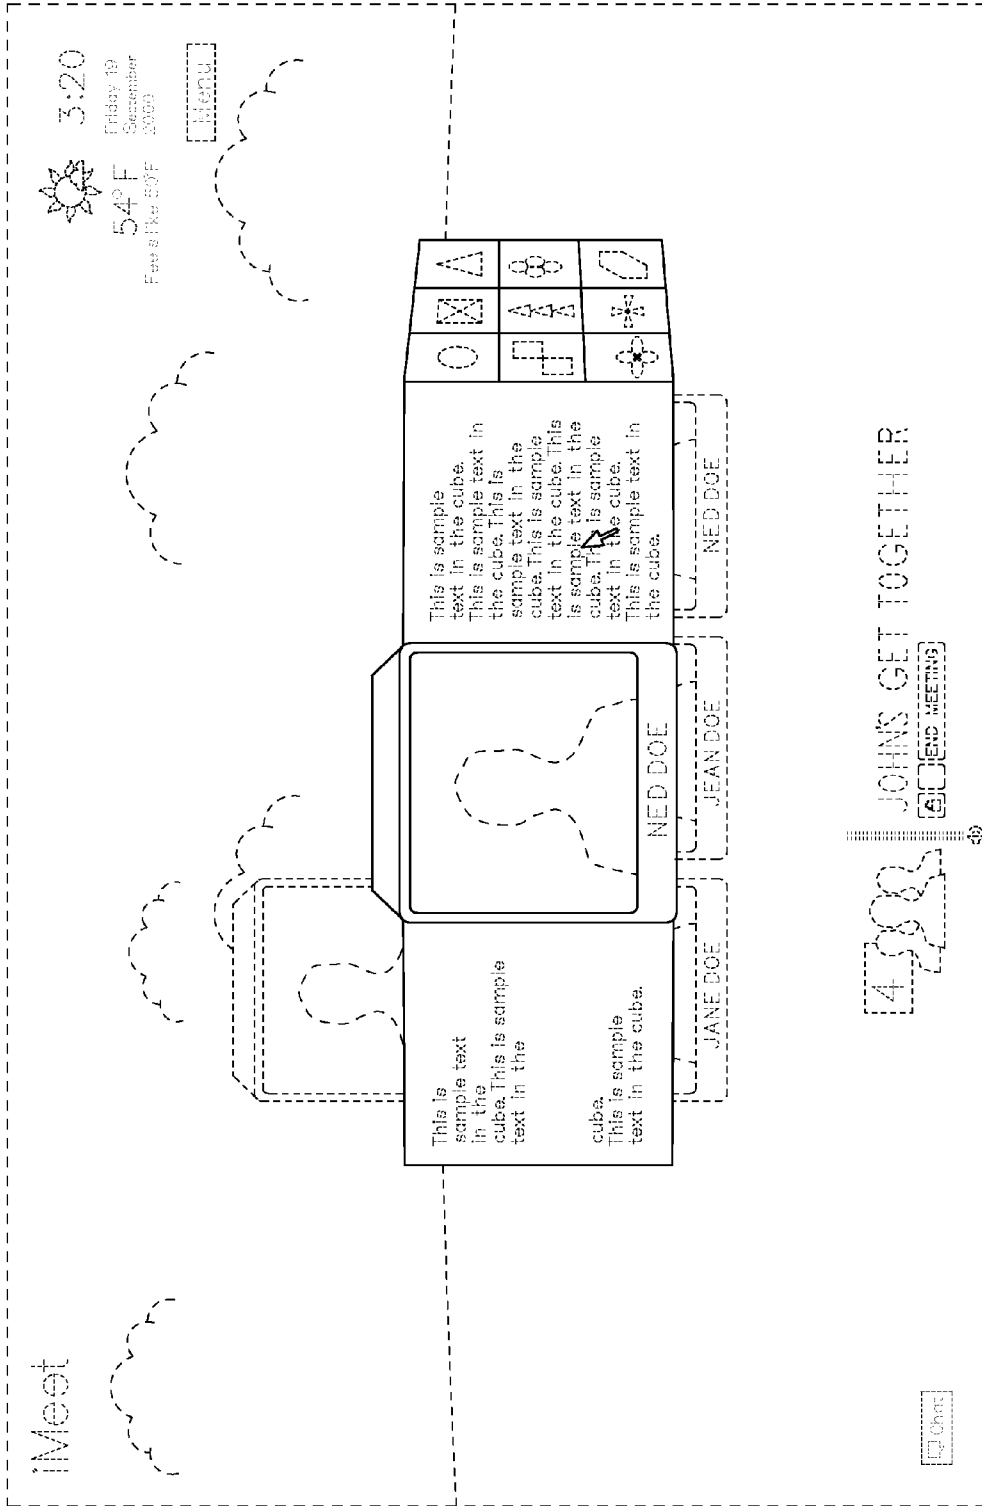 iMeet
3:20
Friday 19
September
2000
54° F
Feels like 50°F
Menu
This is
sample text
in the
cube. This is sample
text in the
cube.
This is sample
text in the cube.
NED DOE
This is sample
text in the cube.
This is sample text in
the cube. This is
sample text in the
cube. This is sample
text in the cube. This
is sample text in the
cube. This is sample
text in the cube.
This is sample text in
the cube.
JANE DOE
JEAN DOE
NED DOE
4
JOHN'S GET TOGETHER
A
END MEETING
Chat